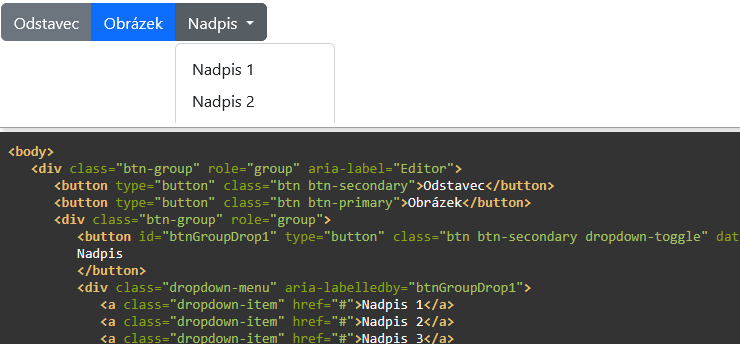 Odstavec Obrázek Nadpis
Nadpis 1
Nadpis 2
<body>
<div class="btn-group" role="group" aria-label="Editor">
<button type="button" class="btn btn-secondary">Odstavec</button>
<button type="button" class="btn btn-primary">Obrázek</button>
<div class="btn-group" role="group">
<button id="btnGroupDrop1" type="button" class="btn btn-secondary dropdown-toggle" dat
Nadpis
</button>
<div class="dropdown-menu" aria-labelledby="btnGroupDrop1">
<a class="dropdown-item" href="#">Nadpis 1</a>
<a class="dropdown-item" href="#">Nadpis 2</a>
<a class="dropdown-item" href="#">Nadpis 3</a>